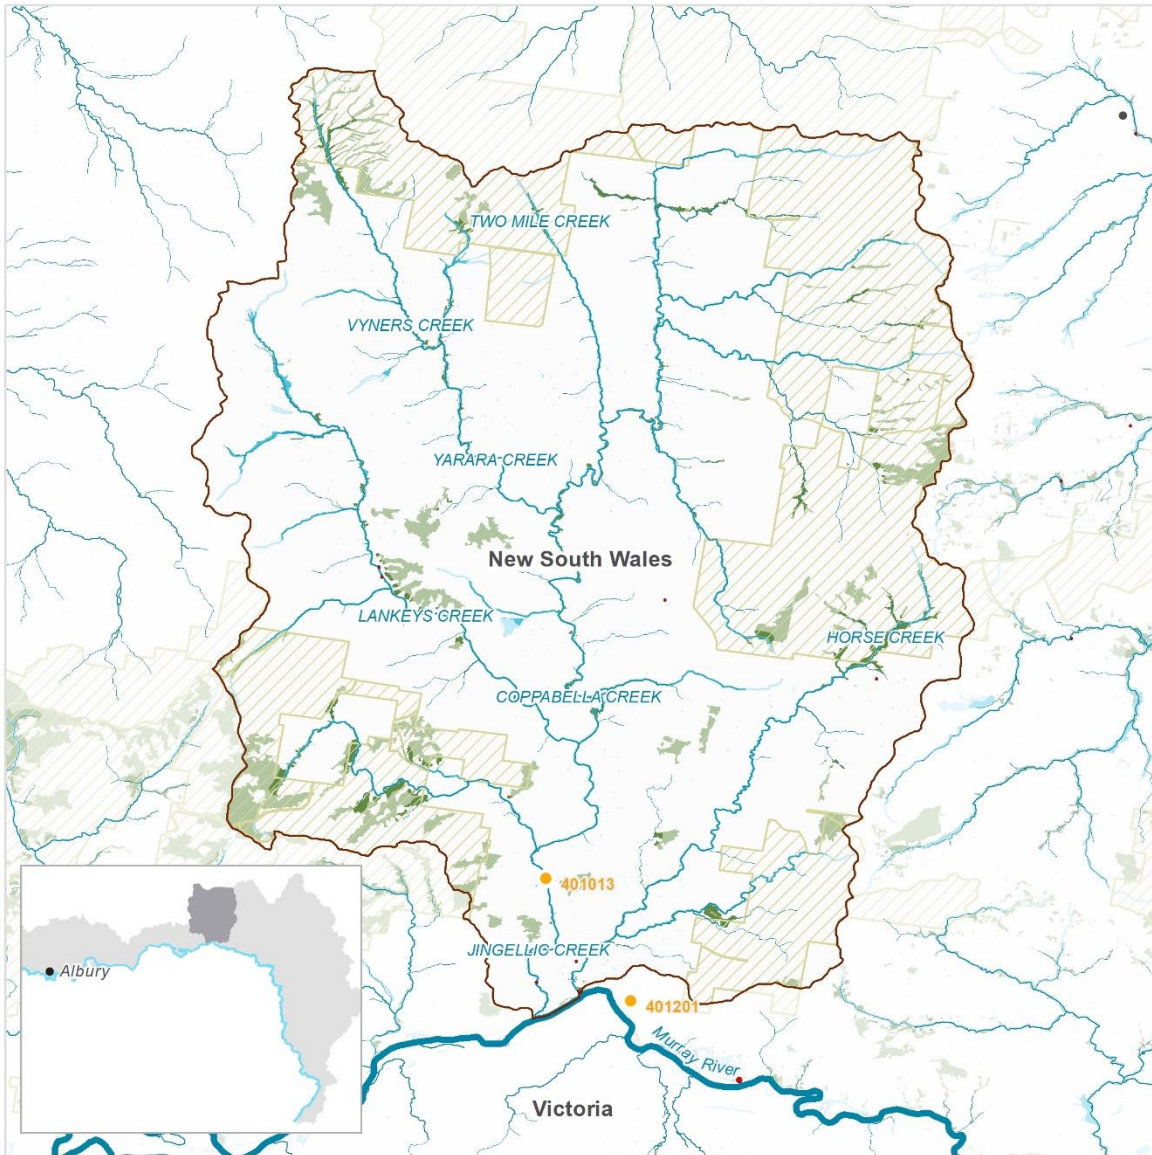 TWO MILE CREEK
VYNERS CREEK
YARARA CREEK
New South Wales
LANKEYS CREEK
HORSE CREEK
COPPABELLA CREEK
401013
JINGELLIC CREEK
Albury
401201
Murray River
Victoria